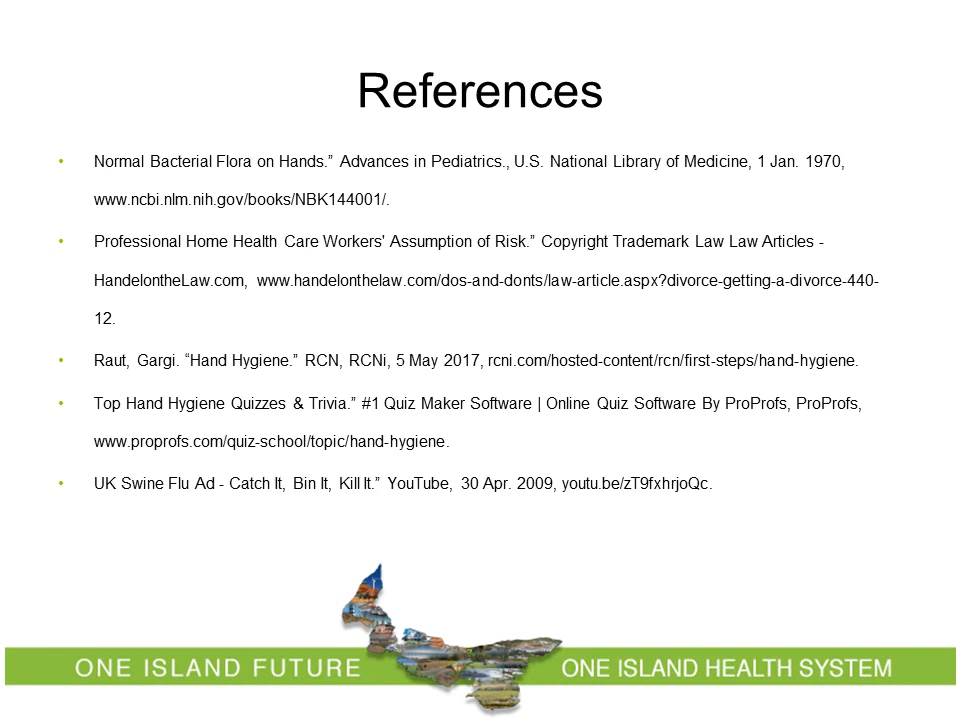 References
• Normal Bacterial Flora on Hands.” Advances in Pediatrics., U.S. National Library of Medicine, 1 Jan. 1970,
www.ncbi.nlm.nih.gov/books/NBK144001/.
• Professional Home Health Care Workers' Assumption of Risk.” Copyright Trademark Law Law Articles -
HandelontheLaw.com, www.handelonthelaw.com/dos-and-donts/law-article.aspx?divorce-getting-a-divorce-440-
12.
• Raut, Gargi. “Hand Hygiene.” RCN, RCNi, 5 May 2017, rcni.com/hosted-content/rcn/first-steps/hand-hygiene.
• Top Hand Hygiene Quizzes & Trivia.” #1 Quiz Maker Software | Online Quiz Software By ProProfs, ProProfs,
www.proprofs.com/quiz-school/topic/hand-hygiene.
• UK Swine Flu Ad - Catch It, Bin It, Kill It.” YouTube, 30 Apr. 2009, youtu.be/zT9fxhrjoQc.
ONE ISLAND FUTURE ONE ISLAND HEALTH SYSTEM